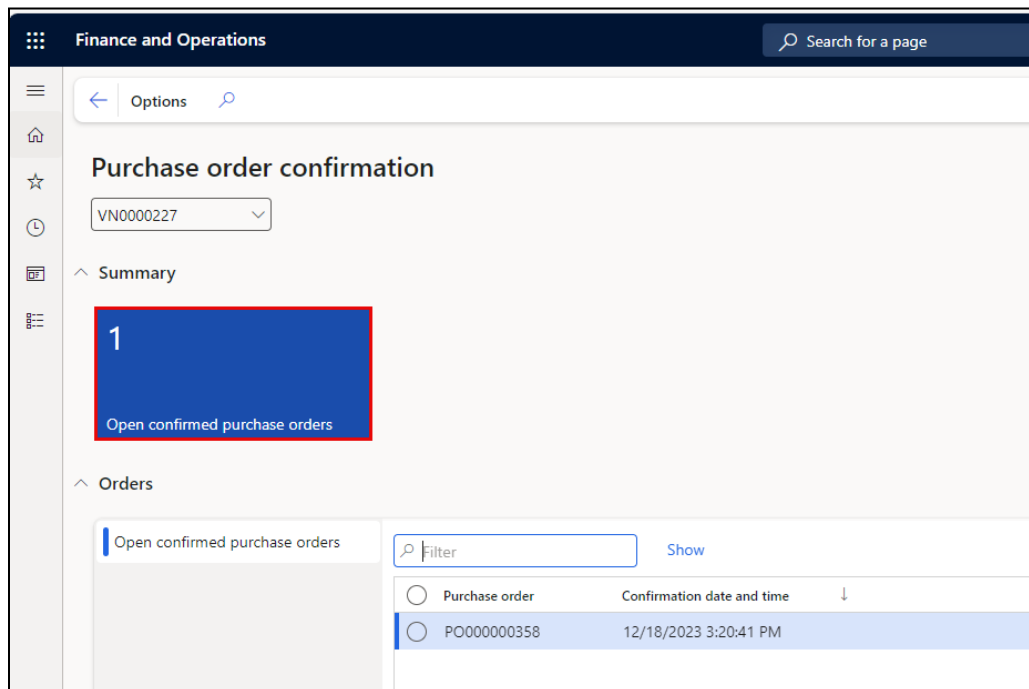 Finance and Operations
Search for a page
Options
Purchase order confirmation
VN0000227
Summary
1
Open confirmed purchase orders
Orders
Open confirmed purchase orders
Filter
Show
Purchase order Confirmation date and time ↓
PO000000358 12/18/2023 3:20:41 PM